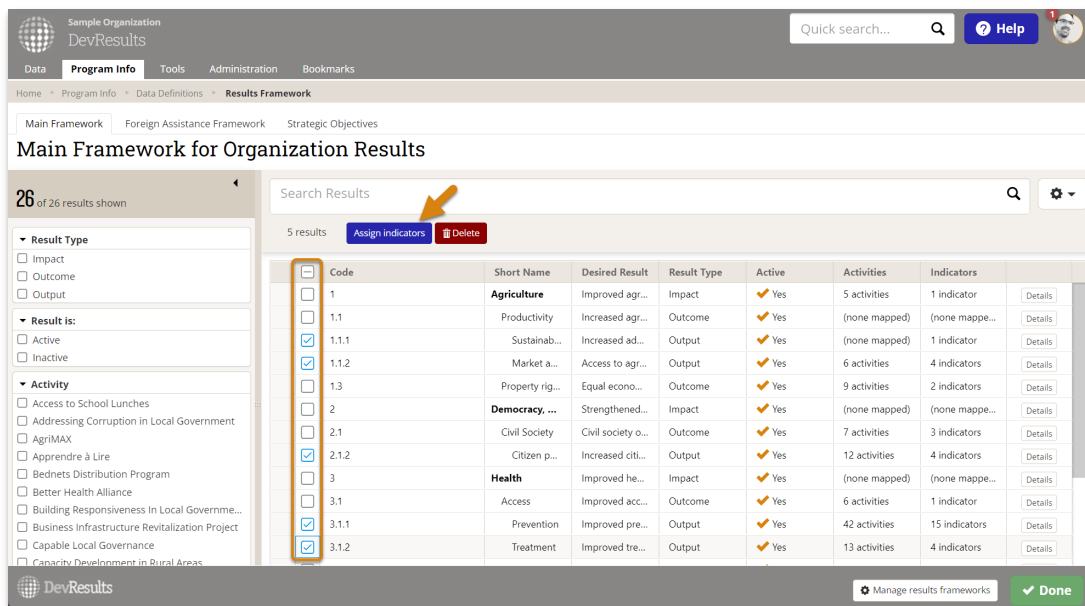 Sample Organization
DevResults
Quick search...
Help
1
Data Program Info Tools Administration Bookmarks
Home Program Info Data Definitions Results Framework
Main Framework Foreign Assistance Framework Strategic Objectives
Main Framework for Organization Results
26 of 26 results shown
Search Results
5 results Assign indicators Delete
Result Type
Impact
Outcome
Output
Result is:
Active
Inactive
Activity
Access to School Lunches
Addressing Corruption in Local Government
AgriMAX
Apprendre à Lire
Bednets Distribution Program
Better Health Alliance
Building Responsiveness In Local Governme...
Business Infrastructure Revitalization Project
Capable Local Governance
Capacity Development in Rural Areas
Code Short Name Desired Result Result Type Active Activities Indicators
1 Agriculture Improved agr... Impact Yes 5 activities 1 indicator Details
1.1 Productivity Increased agr... Outcome Yes (none mapped) (none mappe... Details
1.1.1 Sustainab... Increased ad... Output Yes (none mapped) 1 indicator Details
1.1.2 Market a... Access to agr... Output Yes 6 activities 4 indicators Details
1.3 Property rig... Equal econo... Outcome Yes 9 activities 2 indicators Details
2 Democracy, ... Strengthened... Impact Yes (none mapped) (none mappe... Details
2.1 Civil Society Civil society o... Outcome Yes 7 activities 3 indicators Details
2.1.2 Citizen p... Increased citi... Output Yes 12 activities 4 indicators Details
3 Health Improved he... Impact Yes (none mapped) (none mappe... Details
3.1 Access Improved acc... Outcome Yes 6 activities 1 indicator Details
3.1.1 Prevention Improved pre... Output Yes 42 activities 15 indicators Details
3.1.2 Treatment Improved tre... Output Yes 13 activities 4 indicators Details
DevResults
Manage results frameworks
Done